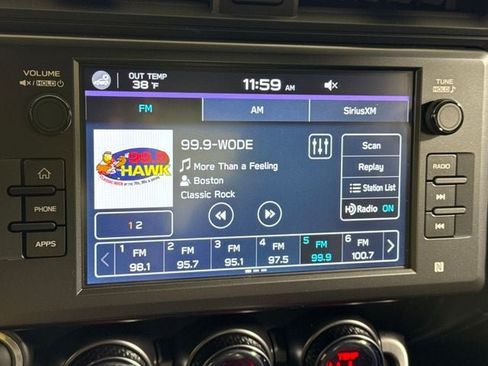 VOLUME
HOLD
OUT TEMP
38 °F
11:59 AM
TUNE
HOLD
FM
AM
SiriusXM
99.9
HAWK
99.9-WODE
More Than a Feeling
Boston
Classic Rock
1 2
Scan
Replay
Station List
HD Radio ON
PHONE
APPS
RADIO
1 FM 98.1
2 FM 95.7
3 FM 95.1
4 FM 97.5
5 FM 99.9
6 FM 100.7
TEMP